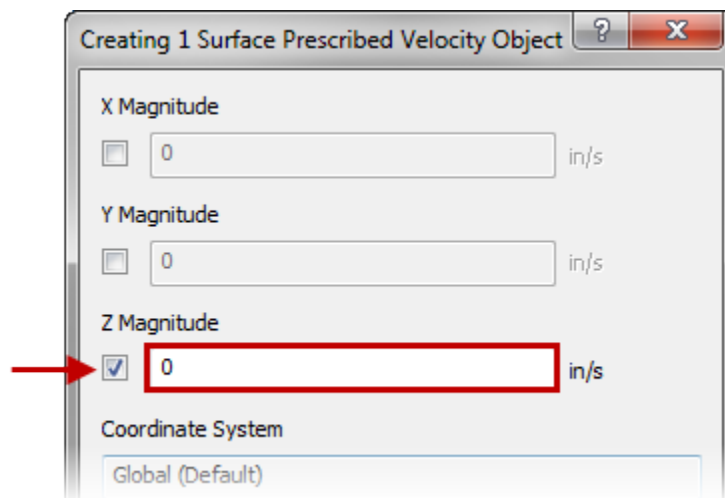 Creating 1 Surface Prescribed Velocity Object ? X
X Magnitude
0 in/s
Y Magnitude
0 in/s
Z Magnitude
0 in/s
Coordinate System
Global (Default)